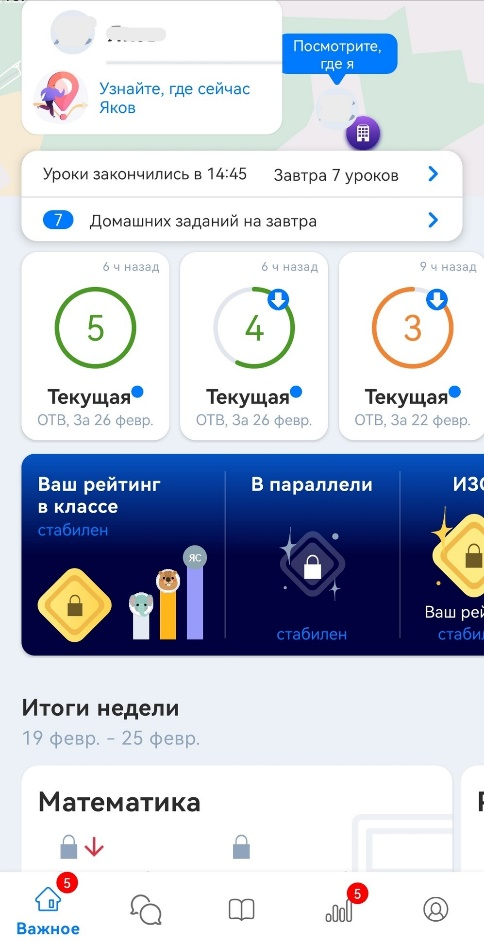 Посмотрите,
где я
Узнайте, где сейчас
Яков
Уроки закончились в 14:45 Завтра 7 уроков
7 Домашних заданий на завтра
6 ч назад 6 ч назад 9 ч назад
5 4 3
Текущая Текущая Текущая
ОТВ, За 26 февр. ОТВ, За 26 февр. ОТВ, За 22 февр.
Ваш рейтинг
в классе
стабилен
ЯС
В параллели
стабилен
ИЗО
Ваш рей
стаби
Итоги недели
19 февр. - 25 февр.
Математика
5 5
Важное